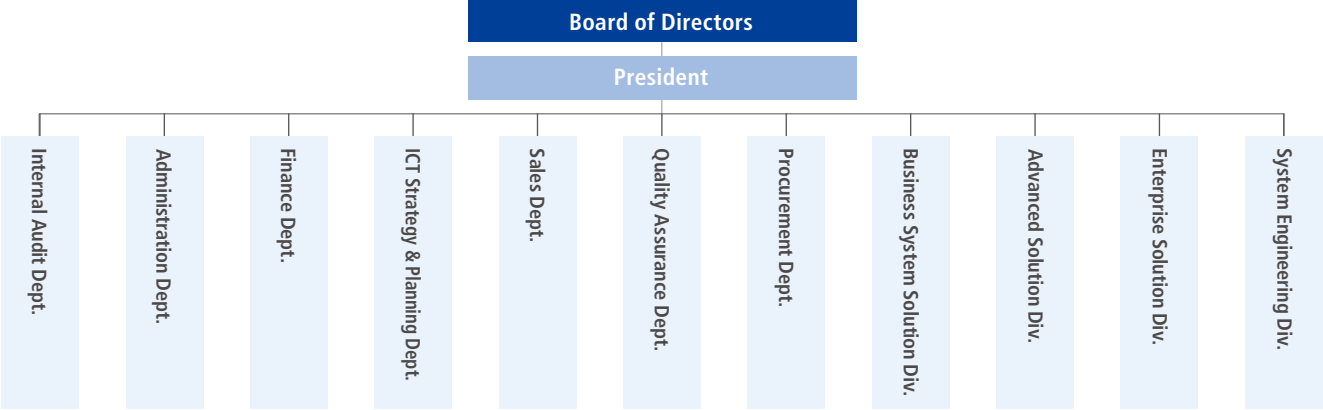 Board of Directors
President
Internal Audit Dept.
Administration Dept.
Finance Dept.
ICT Strategy & Planning Dept.
Sales Dept.
Quality Assurance Dept.
Procurement Dept.
Business System Solution Div.
Advanced Solution Div.
Enterprise Solution Div.
System Engineering Div.